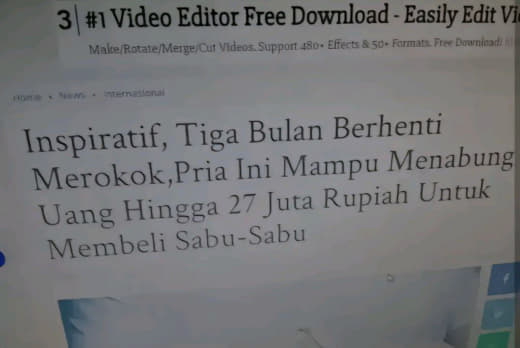 3 #1 Video Editor Free Download - Easily Edit
Make/Rotate/Merge/Cut Videos. Support 480+ Effects & 50+ Formats. Free Download!
Home • News • Internasional
Inspiratif, Tiga Bulan Berhenti
Merokok,Pria Ini Mampu Menabung
Uang Hingga 27 Juta Rupiah Untuk
Membeli Sabu-Sabu